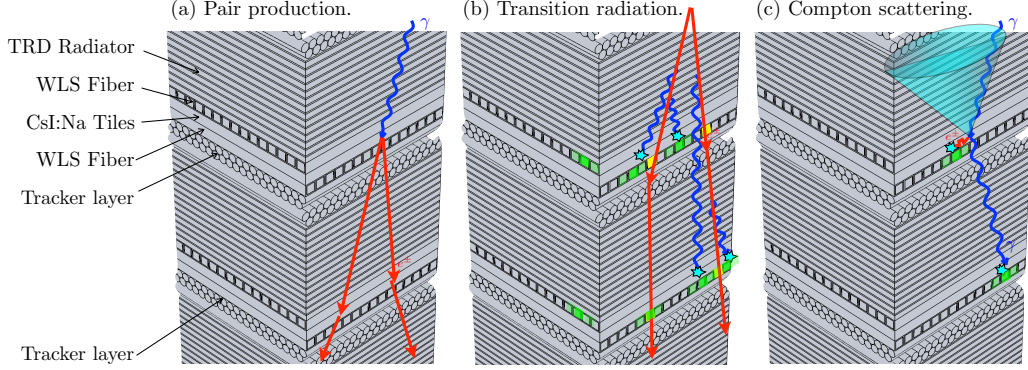 (a) Pair production.
(b) Transition radiation.
(c) Compton scattering.
γ
γ
TRD Radiator
WLS Fiber
CsI:Na Tiles
WLS Fiber
Tracker layer
e±
e±
γ
Tracker layer